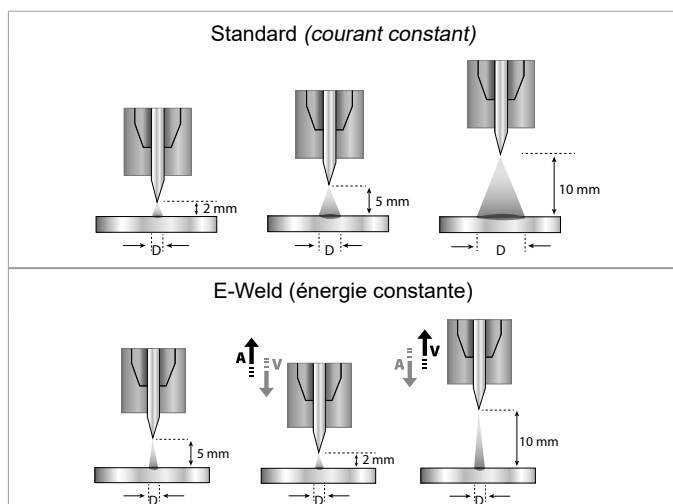 Standard (courant constant)
2 mm
D
5 mm
D
10 mm
D
E-Weld (énergie constante)
5 mm
D
A V
2 mm
D
A V
10 mm
D